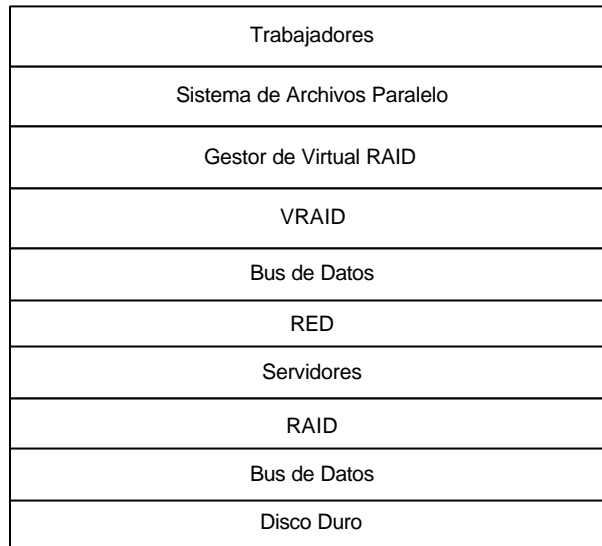 Trabajadores
Sistema de Archivos Paralelo
Gestor de Virtual RAID
VRAID
Bus de Datos
RED
Servidores
RAID
Bus de Datos
Disco Duro